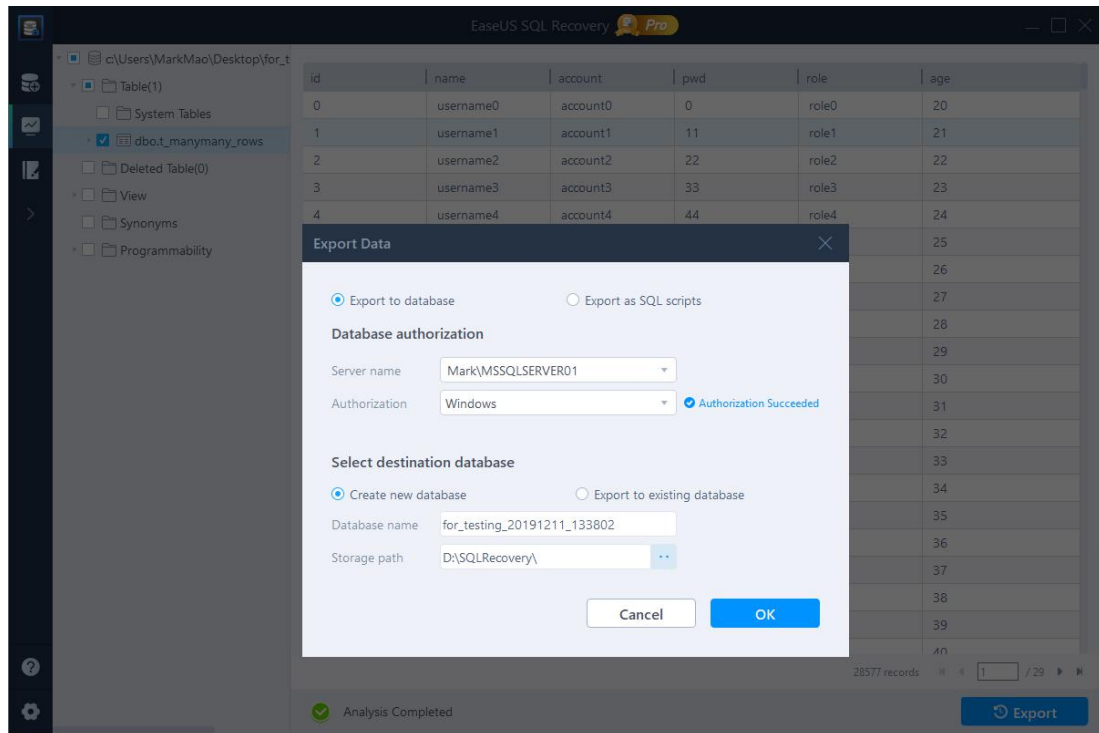 EaseUS SQL Recovery Pro
c\Users\MarkMao\Desktop\for_t
Table(1)
System Tables
dbo.t_manymany_rows
Deleted Table(0)
View
Synonyms
Programmability
id name account pwd role age
0 username0 account0 0 role0 20
1 username1 account1 11 role1 21
2 username2 account2 22 role2 22
3 username3 account3 33 role3 23
4 username4 account4 44 role4 24
25
26
27
28
29
30
31
32
33
34
35
36
37
38
39
40
Export Data
Export to database Export as SQL scripts
Database authorization
Server name Mark\MSSQLSERVER01
Authorization Windows Authorization Succeeded
Select destination database
Create new database Export to existing database
Database name for_testing_20191211_133802
Storage path D:\SQLRecovery\
Cancel OK
28577 records 1 / 29
Analysis Completed Export